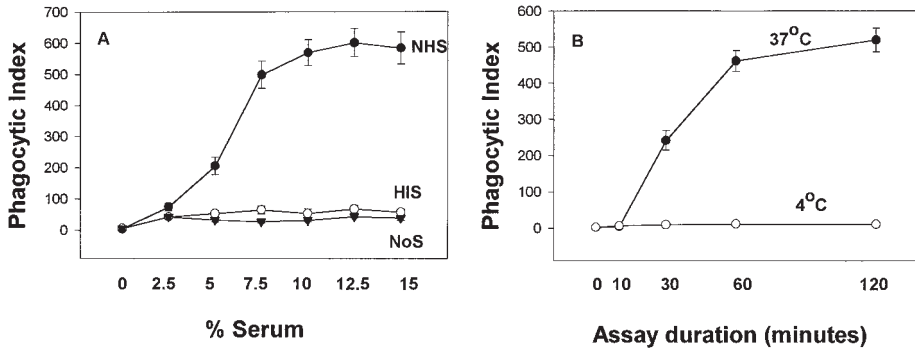 A
Phagocytic Index
700
600
500
400
300
200
100
0
NHS
HIS
NoS
0 2.5 5 7.5 10 12.5 15
% Serum
B
Phagocytic Index
600
500
400
300
200
100
0
37°C
4°C
0 10 30 60 120
Assay duration (minutes)